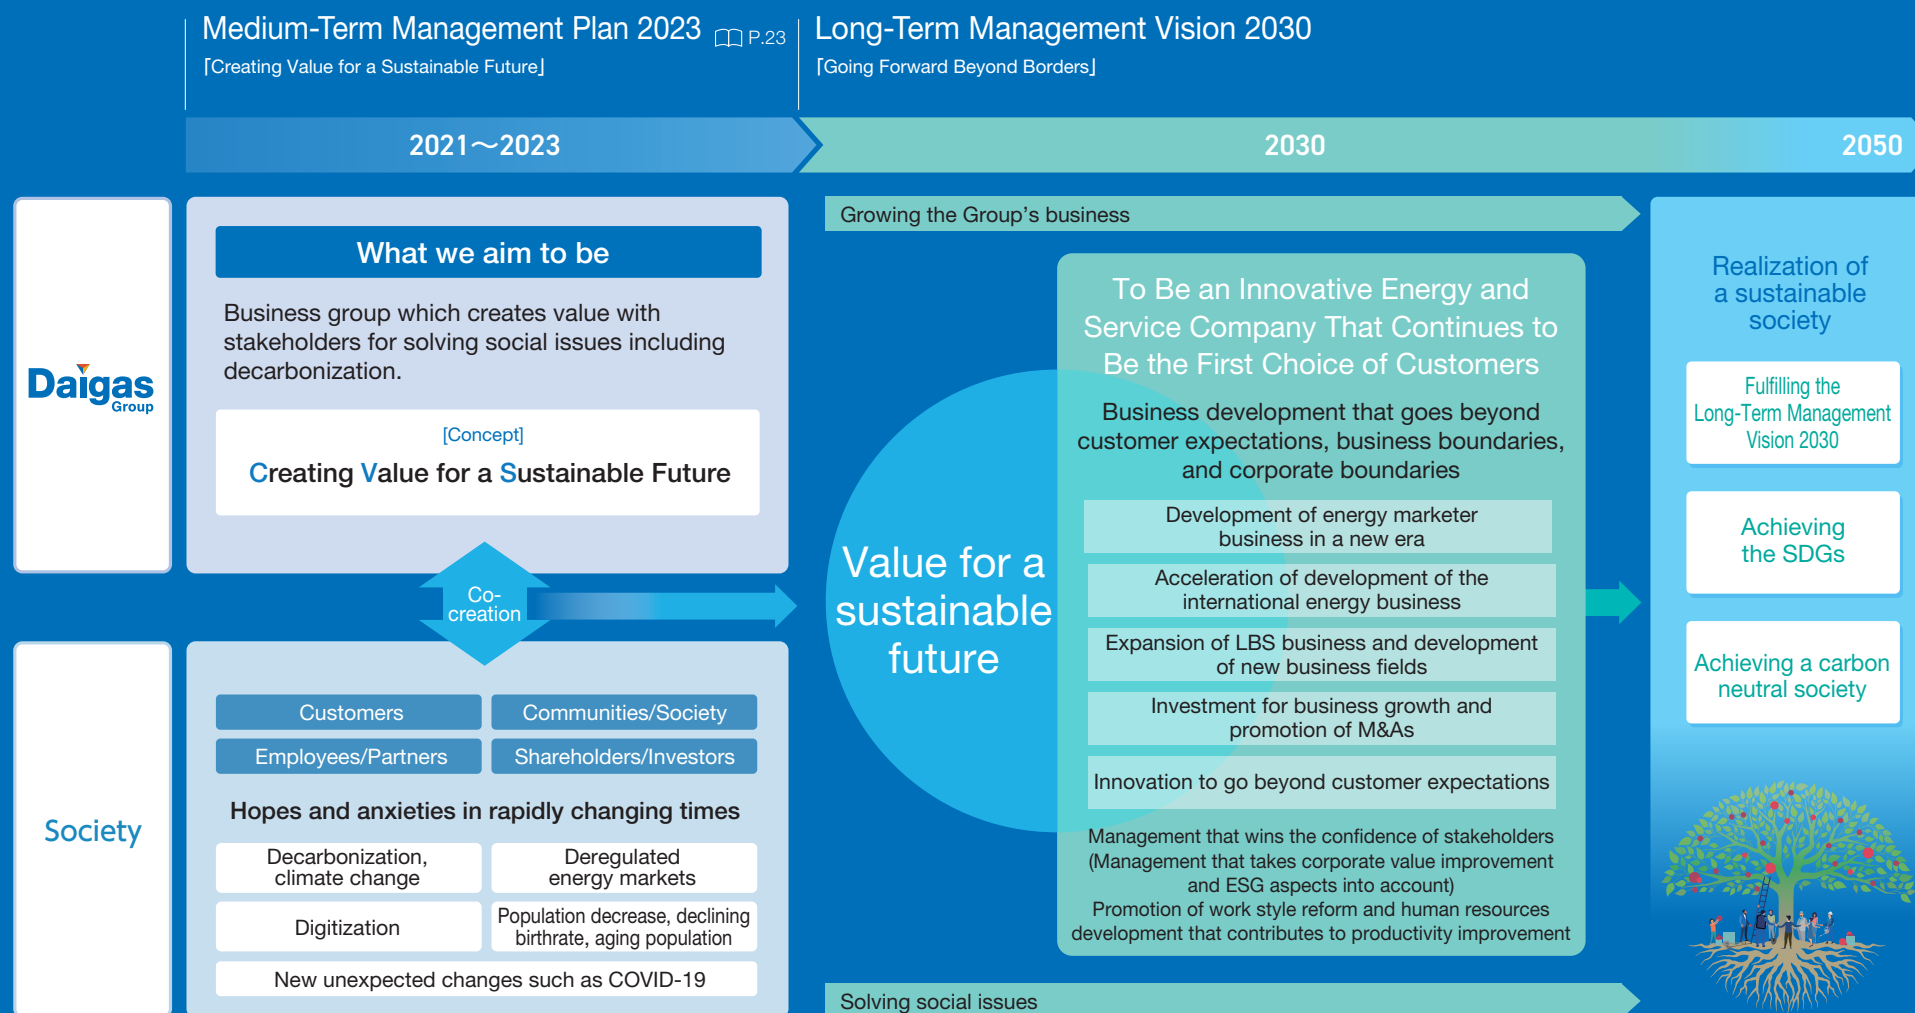 Medium-Term Management Plan 2023 P.23
｢Creating Value for a Sustainable Future｣
Long-Term Management Vision 2030
｢Going Forward Beyond Borders｣
2021～2023
2030
2050
Daigas
Group
What we aim to be
Business group which creates value with
stakeholders for solving social issues including
decarbonization.
[Concept]
Creating Value for a Sustainable Future
Co-
creation
Society
Customers
Communities/Society
Employees/Partners
Shareholders/Investors
Hopes and anxieties in rapidly changing times
Decarbonization,
climate change
Deregulated
energy markets
Digitization
Population decrease, declining
birthrate, aging population
New unexpected changes such as COVID-19
Growing the Group's business
Value for a
sustainable
future
To Be an Innovative Energy and
Service Company That Continues to
Be the First Choice of Customers
Business development that goes beyond
customer expectations, business boundaries,
and corporate boundaries
Development of energy marketer
business in a new era
Acceleration of development of the
international energy business
Expansion of LBS business and development
of new business fields
Investment for business growth and
promotion of M&As
Innovation to go beyond customer expectations
Management that wins the confidence of stakeholders
(Management that takes corporate value improvement
and ESG aspects into account)
Promotion of work style reform and human resources
development that contributes to productivity improvement
Solving social issues
Realization of
a sustainable
society
Fulfilling the
Long-Term Management
Vision 2030
Achieving
the SDGs
Achieving a carbon
neutral society